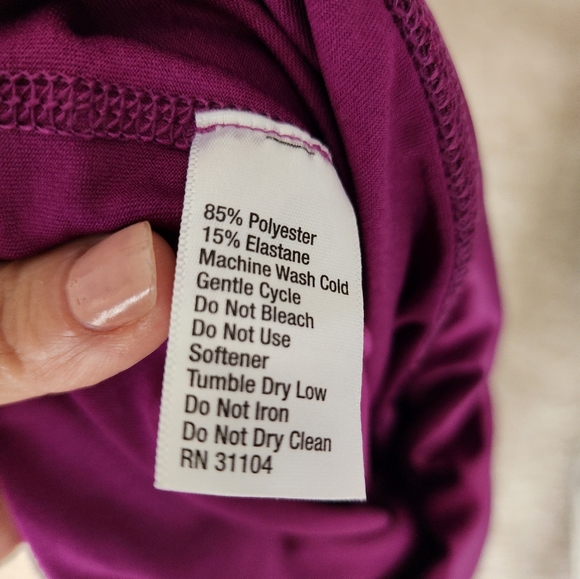 85% Polyester
15% Elastane
Machine Wash Cold
Gentle Cycle
Do Not Bleach
Do Not Use
Softener
Tumble Dry Low
Do Not Iron
Do Not Dry Clean
RN 31104